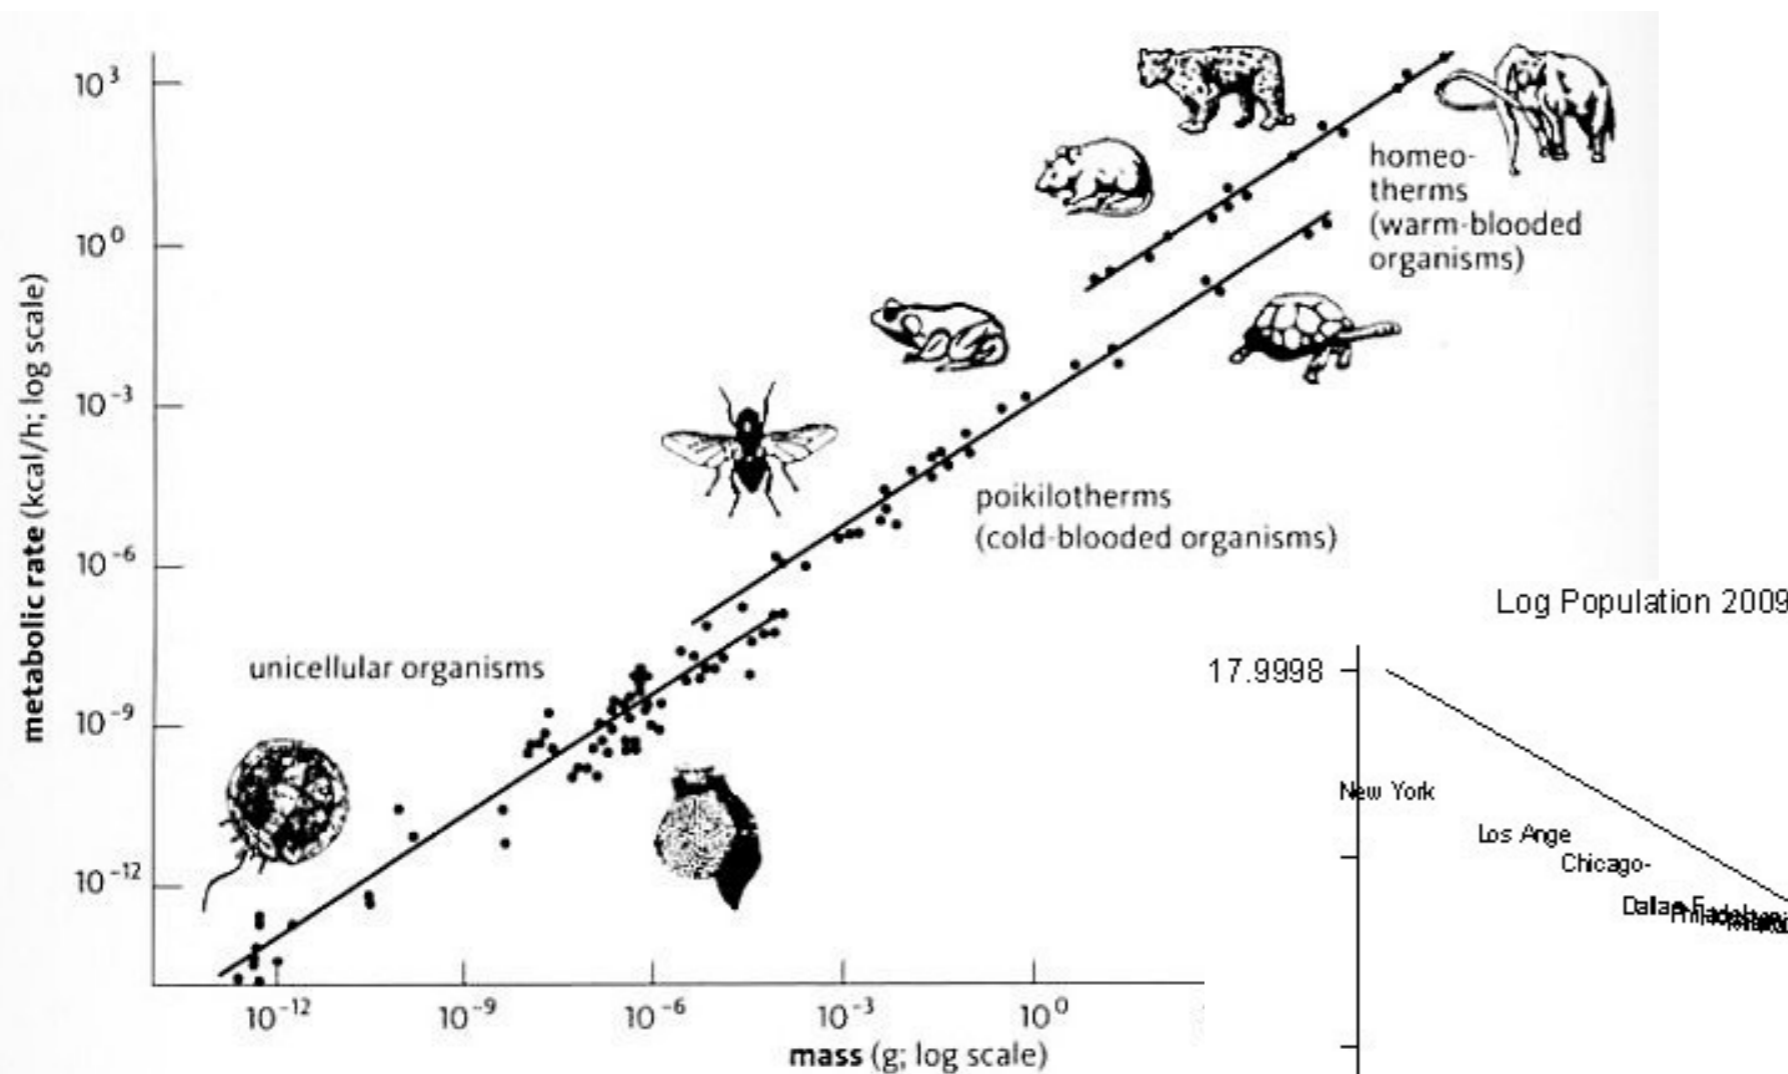 10³
10⁰
10⁻³
10⁻⁶
10⁻⁹
10⁻¹²
metabolic rate (kcal/h; log scale)
homeo-
therms
(warm-blooded
organisms)
poikilotherms
(cold-blooded organisms)
unicellular organisms
10⁻¹²
10⁻⁹
10⁻⁶
10⁻³
10⁰
mass (g; log scale)
Log Population 2009
17.9998
New York
Los Ange
Chicago